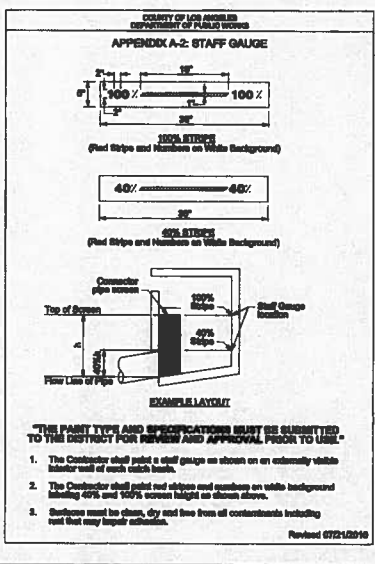 COUNTY OF LOS ANGELES
DEPARTMENT OF PUBLIC WORKS
APPENDIX A-2: STAFF GAUGE
2" 18"
6" 100% 100%
2" 1"
36"
100% STRIPE
(Red Stripe and Numbers on White Background)
40% 40%
36"
40% STRIPE
(Red Stripe and Numbers on White Background)
Connector
pipe screen
Top of Screen
100%
Stripe
Staff Gauge
location
40%
Stripe
h
40%h
Flow Line of Pipe
EXAMPLE LAYOUT
"THE PAINT TYPE AND SPECIFICATIONS MUST BE SUBMITTED
TO THE DISTRICT FOR REVIEW AND APPROVAL PRIOR TO USE."
1. The Contractor shall paint a staff gauge as shown on an externally visible
interior wall of each catch basin.
2. The Contractor shall paint red stripes and numbers on white background
labeling 40% and 100% screen height as shown above.
3. Surfaces must be clean, dry and free from all contaminants including
rust that may impair adhesion.
Revised 07/21/2016